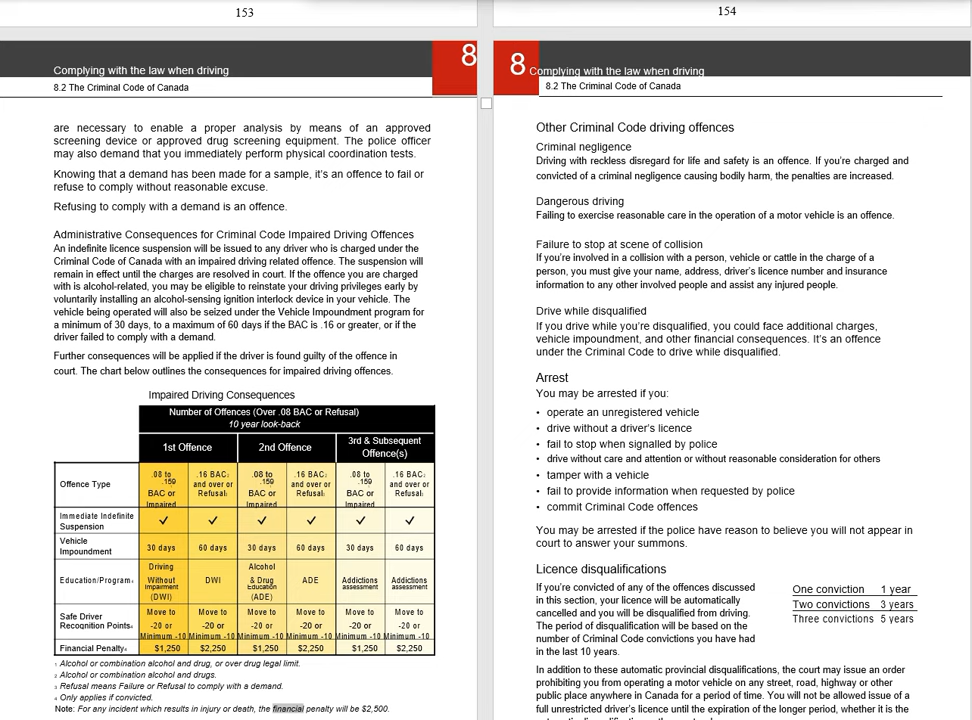 153
8
Complying with the law when driving
8.2 The Criminal Code of Canada
are necessary to enable a proper analysis by means of an approved
screening device or approved drug screening equipment. The police officer
may also demand that you immediately perform physical coordination tests.
Knowing that a demand has been made for a sample, it's an offence to fail or
refuse to comply without reasonable excuse.
Refusing to comply with a demand is an offence.
Administrative Consequences for Criminal Code Impaired Driving Offences
An indefinite licence suspension will be issued to any driver who is charged under the
Criminal Code of Canada with an impaired driving related offence. The suspension will
remain in effect until the charges are resolved in court. If the offence you are charged
with is alcohol-related, you may be eligible to reinstate your driving privileges early by
voluntarily installing an alcohol-sensing ignition interlock device in your vehicle. The
vehicle being operated will also be seized under the Vehicle Impoundment program for
a minimum of 30 days, to a maximum of 60 days if the BAC is .16 or greater, or if the
driver failed to comply with a demand.
Further consequences will be applied if the driver is found guilty of the offence in
court. The chart below outlines the consequences for impaired driving offences.
Impaired Driving Consequences
Number of Offences (Over .08 BAC or Refusal)
10 year look-back
1st Offence 2nd Offence 3rd & Subsequent Offence(s)
Offence Type .08 to .159 BAC or Impaired .16 BAC and over or Refusal .08 to .159 BAC or Impaired .16 BAC and over or Refusal .08 to .159 BAC or Impaired .16 BAC and over or Refusal
Immediate Indefinite Suspension ✓ ✓ ✓ ✓ ✓ ✓
Vehicle Impoundment 30 days 60 days 30 days 60 days 30 days 60 days
Education/Program4 Driving Without Impairment (DWI) DWI Alcohol & Drug Education (ADE) ADE Addictions assessment Addictions assessment
Safe Driver Recognition Points4 Move to -20 or Minimum -10 Move to -20 or Minimum -10 Move to -20 or Minimum -10 Move to -20 or Minimum -10 Move to -20 or Minimum -10 Move to -20 or Minimum -10
Financial Penalty4 $1,250 $2,250 $1,250 $2,250 $1,250 $2,250
1 Alcohol or combination alcohol and drug, or over drug legal limit.
2 Alcohol or combination alcohol and drugs.
3 Refusal means Failure or Refusal to comply with a demand.
4 Only applies if convicted.
Note: For any incident which results in injury or death, the financial penalty will be $2,500.
154
8 Complying with the law when driving
8.2 The Criminal Code of Canada
Other Criminal Code driving offences
Criminal negligence
Driving with reckless disregard for life and safety is an offence. If you're charged and
convicted of a criminal negligence causing bodily harm, the penalties are increased.
Dangerous driving
Failing to exercise reasonable care in the operation of a motor vehicle is an offence.
Failure to stop at scene of collision
If you're involved in a collision with a person, vehicle or cattle in the charge of a
person, you must give your name, address, driver's licence number and insurance
information to any other involved people and assist any injured people.
Drive while disqualified
If you drive while you're disqualified, you could face additional charges,
vehicle impoundment, and other financial consequences. It's an offence
under the Criminal Code to drive while disqualified.
Arrest
You may be arrested if you:
• operate an unregistered vehicle
• drive without a driver's licence
• fail to stop when signalled by police
• drive without care and attention or without reasonable consideration for others
• tamper with a vehicle
• fail to provide information when requested by police
• commit Criminal Code offences
You may be arrested if the police have reason to believe you will not appear in
court to answer your summons.
Licence disqualifications
If you're convicted of any of the offences discussed
in this section, your licence will be automatically
cancelled and you will be disqualified from driving.
The period of disqualification will be based on the
number of Criminal Code convictions you have had
in the last 10 years.
One conviction 1 year
Two convictions 3 years
Three convictions 5 years
In addition to these automatic provincial disqualifications, the court may issue an order
prohibiting you from operating a motor vehicle on any street, road, highway or other
public place anywhere in Canada for a period of time. You will not be allowed issue of a
full unrestricted driver's licence until the expiration of the longer period, whether it is the